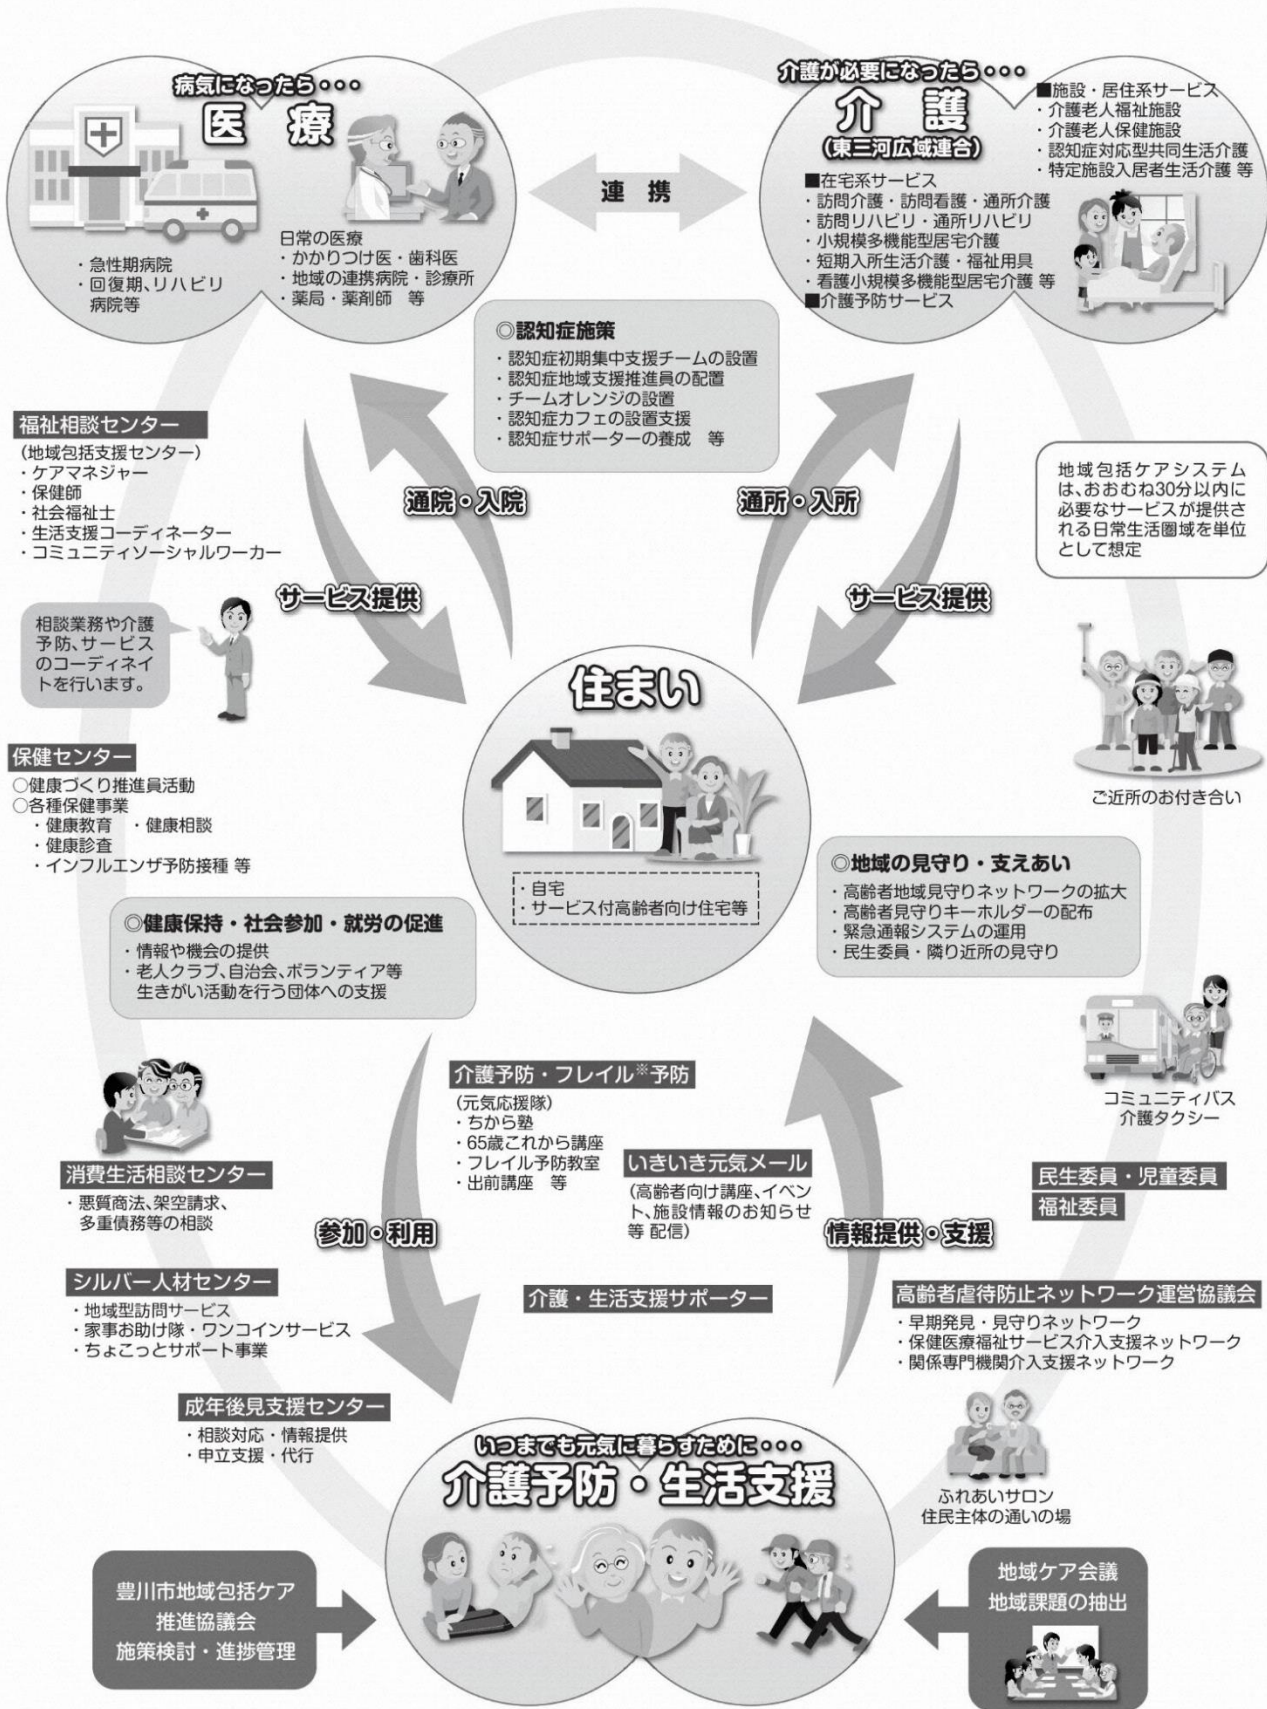 病気になったら・・・
医療
・急性期病院
・回復期、リハビリ
病院等
日常の医療
・かかりつけ医・歯科医
・地域の連携病院・診療所
・薬局・薬剤師　等
連携
介護が必要になったら・・・
介護
(東三河広域連合)
■在宅系サービス
・訪問介護・訪問看護・通所介護
・訪問リハビリ・通所リハビリ
・小規模多機能型居宅介護
・短期入所生活介護・福祉用具
・看護小規模多機能型居宅介護 等
■介護予防サービス
■施設・居住系サービス
・介護老人福祉施設
・介護老人保健施設
・認知症対応型共同生活介護
・特定施設入居者生活介護 等
◎認知症施策
・認知症初期集中支援チームの設置
・認知症地域支援推進員の配置
・チームオレンジの設置
・認知症カフェの設置支援
・認知症サポーターの養成　等
福祉相談センター
(地域包括支援センター)
・ケアマネジャー
・保健師
・社会福祉士
・生活支援コーディネーター
・コミュニティソーシャルワーカー
通院・入院
サービス提供
通所・入所
サービス提供
地域包括ケアシステム
は、おおむね30分以内に
必要なサービスが提供さ
れる日常生活圏域を単位
として想定
相談業務や介護
予防、サービス
のコーディネイ
トを行います。
住まい
・自宅
・サービス付高齢者向け住宅等
ご近所のお付き合い
保健センター
○健康づくり推進員活動
○各種保健事業
・健康教育　・健康相談
・健康診査
・インフルエンザ予防接種 等
◎地域の見守り・支えあい
・高齢者地域見守りネットワークの拡大
・高齢者見守りキーホルダーの配布
・緊急通報システムの運用
・民生委員・隣り近所の見守り
◎健康保持・社会参加・就労の促進
・情報や機会の提供
・老人クラブ、自治会、ボランティア等
生きがい活動を行う団体への支援
コミュニティバス
介護タクシー
介護予防・フレイル※予防
(元気応援隊)
・ちから塾
・65歳これから講座
・フレイル予防教室
・出前講座　等
いきいき元気メール
(高齢者向け講座、イベン
ト、施設情報のお知らせ
等 配信)
消費生活相談センター
・悪質商法、架空請求、
多重債務等の相談
参加・利用
情報提供・支援
民生委員・児童委員
福祉委員
シルバー人材センター
・地域型訪問サービス
・家事お助け隊・ワンコインサービス
・ちょこっとサポート事業
介護・生活支援サポーター
高齢者虐待防止ネットワーク運営協議会
・早期発見・見守りネットワーク
・保健医療福祉サービス介入支援ネットワーク
・関係専門機関介入支援ネットワーク
成年後見支援センター
・相談対応・情報提供
・申立支援・代行
ふれあいサロン
住民主体の通いの場
いつまでも元気に暮らすために・・・
介護予防・生活支援
豊川市地域包括ケア
推進協議会
施策検討・進捗管理
地域ケア会議
地域課題の抽出